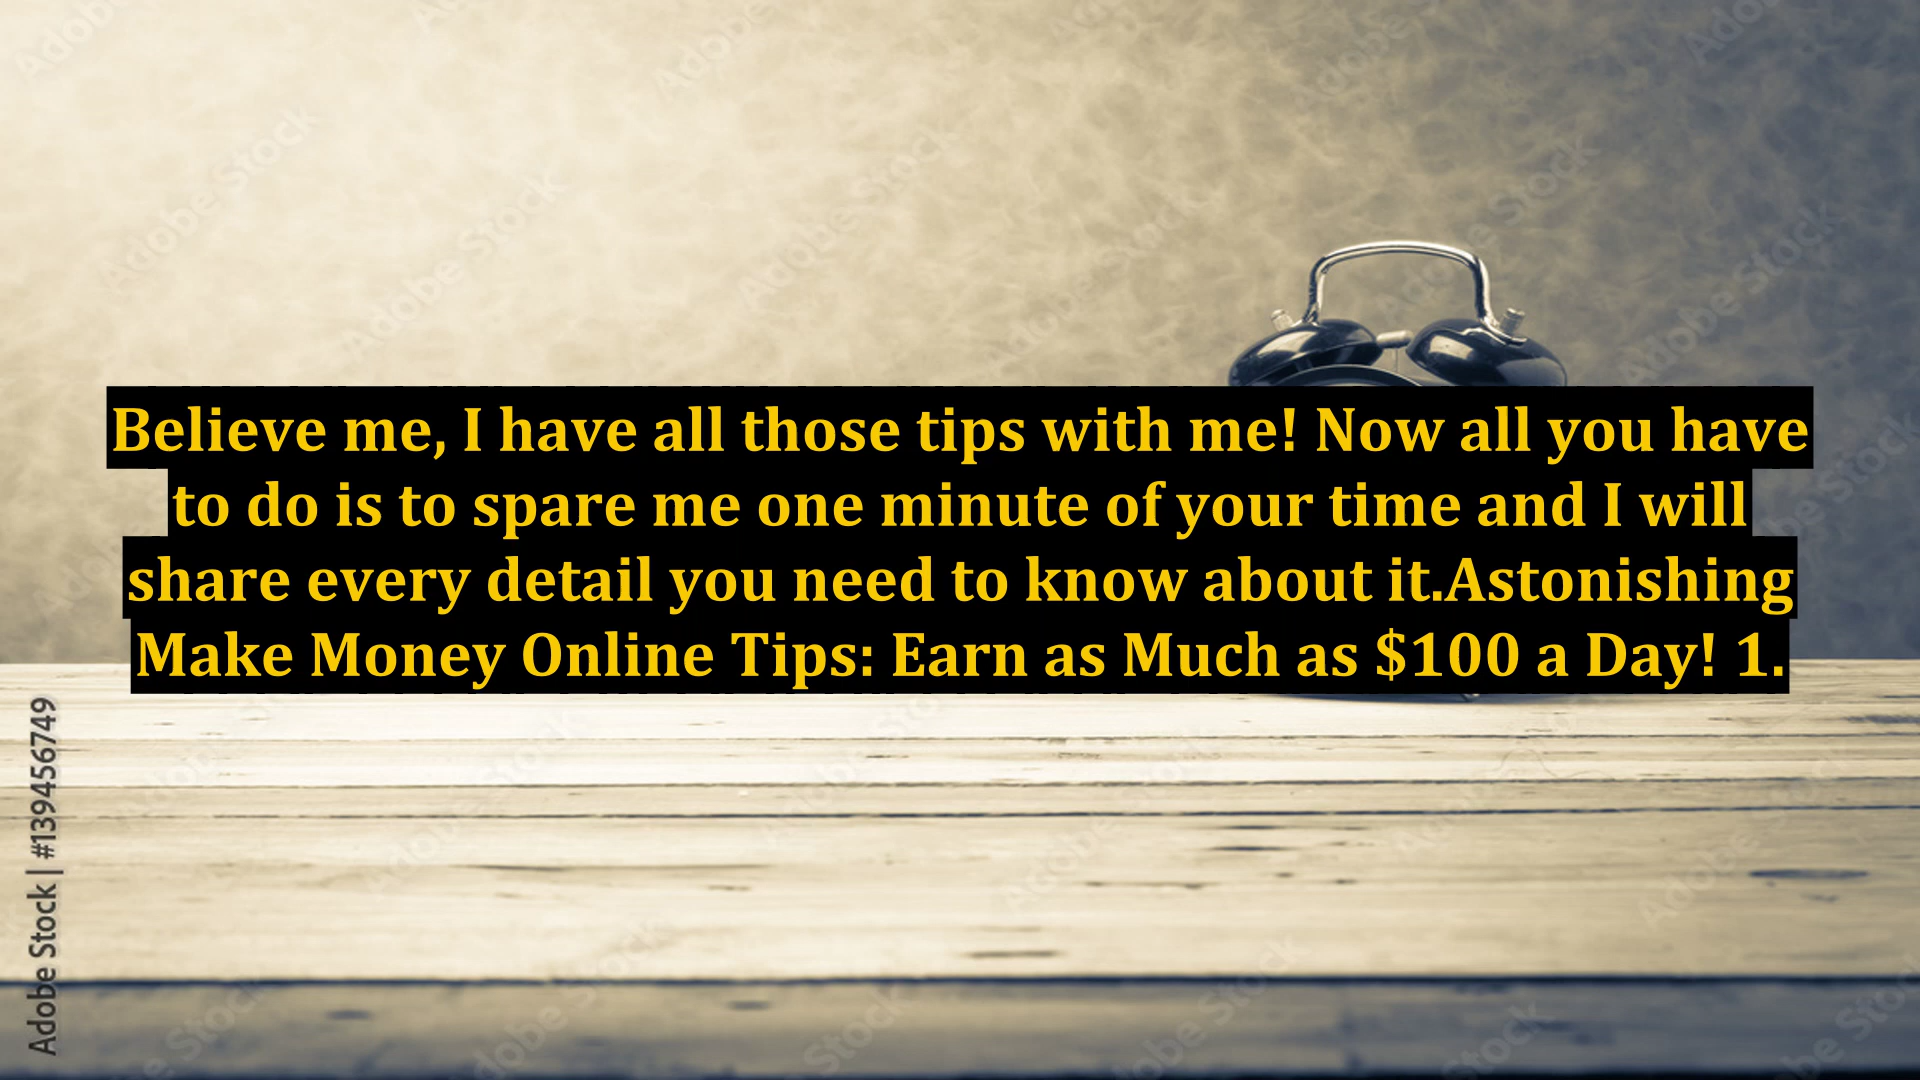 Believe me, I have all those tips with me! Now all you have
to do is to spare me one minute of your time and I will
share every detail you need to know about it.Astonishing
Make Money Online Tips: Earn as Much as $100 a Day! 1.
Adobe Stock | #139456749